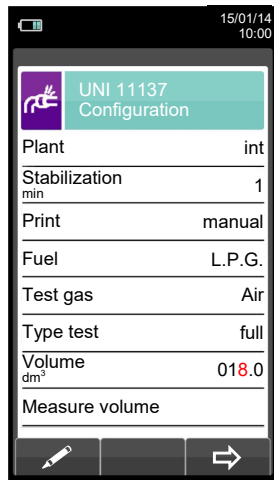 15/01/14
10:00
UNI 11137
Configuration
Plant int
Stabilization
min 1
Print manual
Fuel L.P.G.
Test gas Air
Type test full
Volume
dm³ 018.0
Measure volume